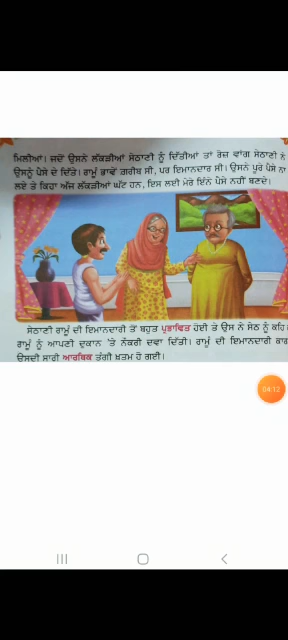 ਮਿਲੀਆਂ। ਜਦੋਂ ਉਸਨੇ ਲੱਕੜੀਆਂ ਸੇਠਾਣੀ ਨੂੰ ਦਿੱਤੀਆਂ ਤਾਂ ਰੋਜ਼ ਵਾਂਗ ਸੇਠਾਣੀ ਨੇ
ਉਸਨੂੰ ਪੈਸੇ ਦੇ ਦਿੱਤੇ। ਰਾਮੂੰ ਭਾਵੇਂ ਗ਼ਰੀਬ ਸੀ, ਪਰ ਇਮਾਨਦਾਰ ਸੀ। ਉਸਨੇ ਪੂਰੇ ਪੈਸੇ ਨਾ
ਲਏ ਤੇ ਕਿਹਾ ਅੱਜ ਲੱਕੜੀਆਂ ਘੱਟ ਹਨ, ਇਸ ਲਈ ਮੇਰੇ ਇੰਨੇ ਪੈਸੇ ਨਹੀਂ ਬਣਦੇ।
ਸੇਠਾਣੀ ਰਾਮੂੰ ਦੀ ਇਮਾਨਦਾਰੀ ਤੋਂ ਬਹੁਤ ਪ੍ਰਭਾਵਿਤ ਹੋਈ ਤੇ ਉਸ ਨੇ ਸੇਠ ਨੂੰ ਕਹਿ
ਰਾਮੂੰ ਨੂੰ ਆਪਣੀ ਦੁਕਾਨ 'ਤੇ ਨੌਕਰੀ ਦਵਾ ਦਿੱਤੀ। ਰਾਮੂੰ ਦੀ ਇਮਾਨਦਾਰੀ ਕਾਰ
ਉਸਦੀ ਸਾਰੀ ਆਰਥਿਕ ਤੰਗੀ ਖ਼ਤਮ ਹੋ ਗਈ।
04:12